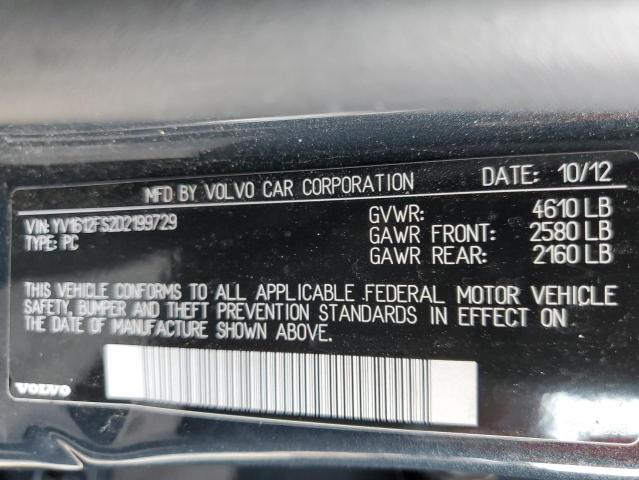 MFD BY VOLVO CAR CORPORATION DATE: 10/12
VIN: YV1612FS2D2199729
TYPE: PC
GVWR: 4610 LB
GAWR FRONT: 2580 LB
GAWR REAR: 2160 LB
THIS VEHICLE CONFORMS TO ALL APPLICABLE FEDERAL MOTOR VEHICLE
SAFETY, BUMPER AND THEFT PREVENTION STANDARDS IN EFFECT ON
THE DATE OF MANUFACTURE SHOWN ABOVE.
VOLVO